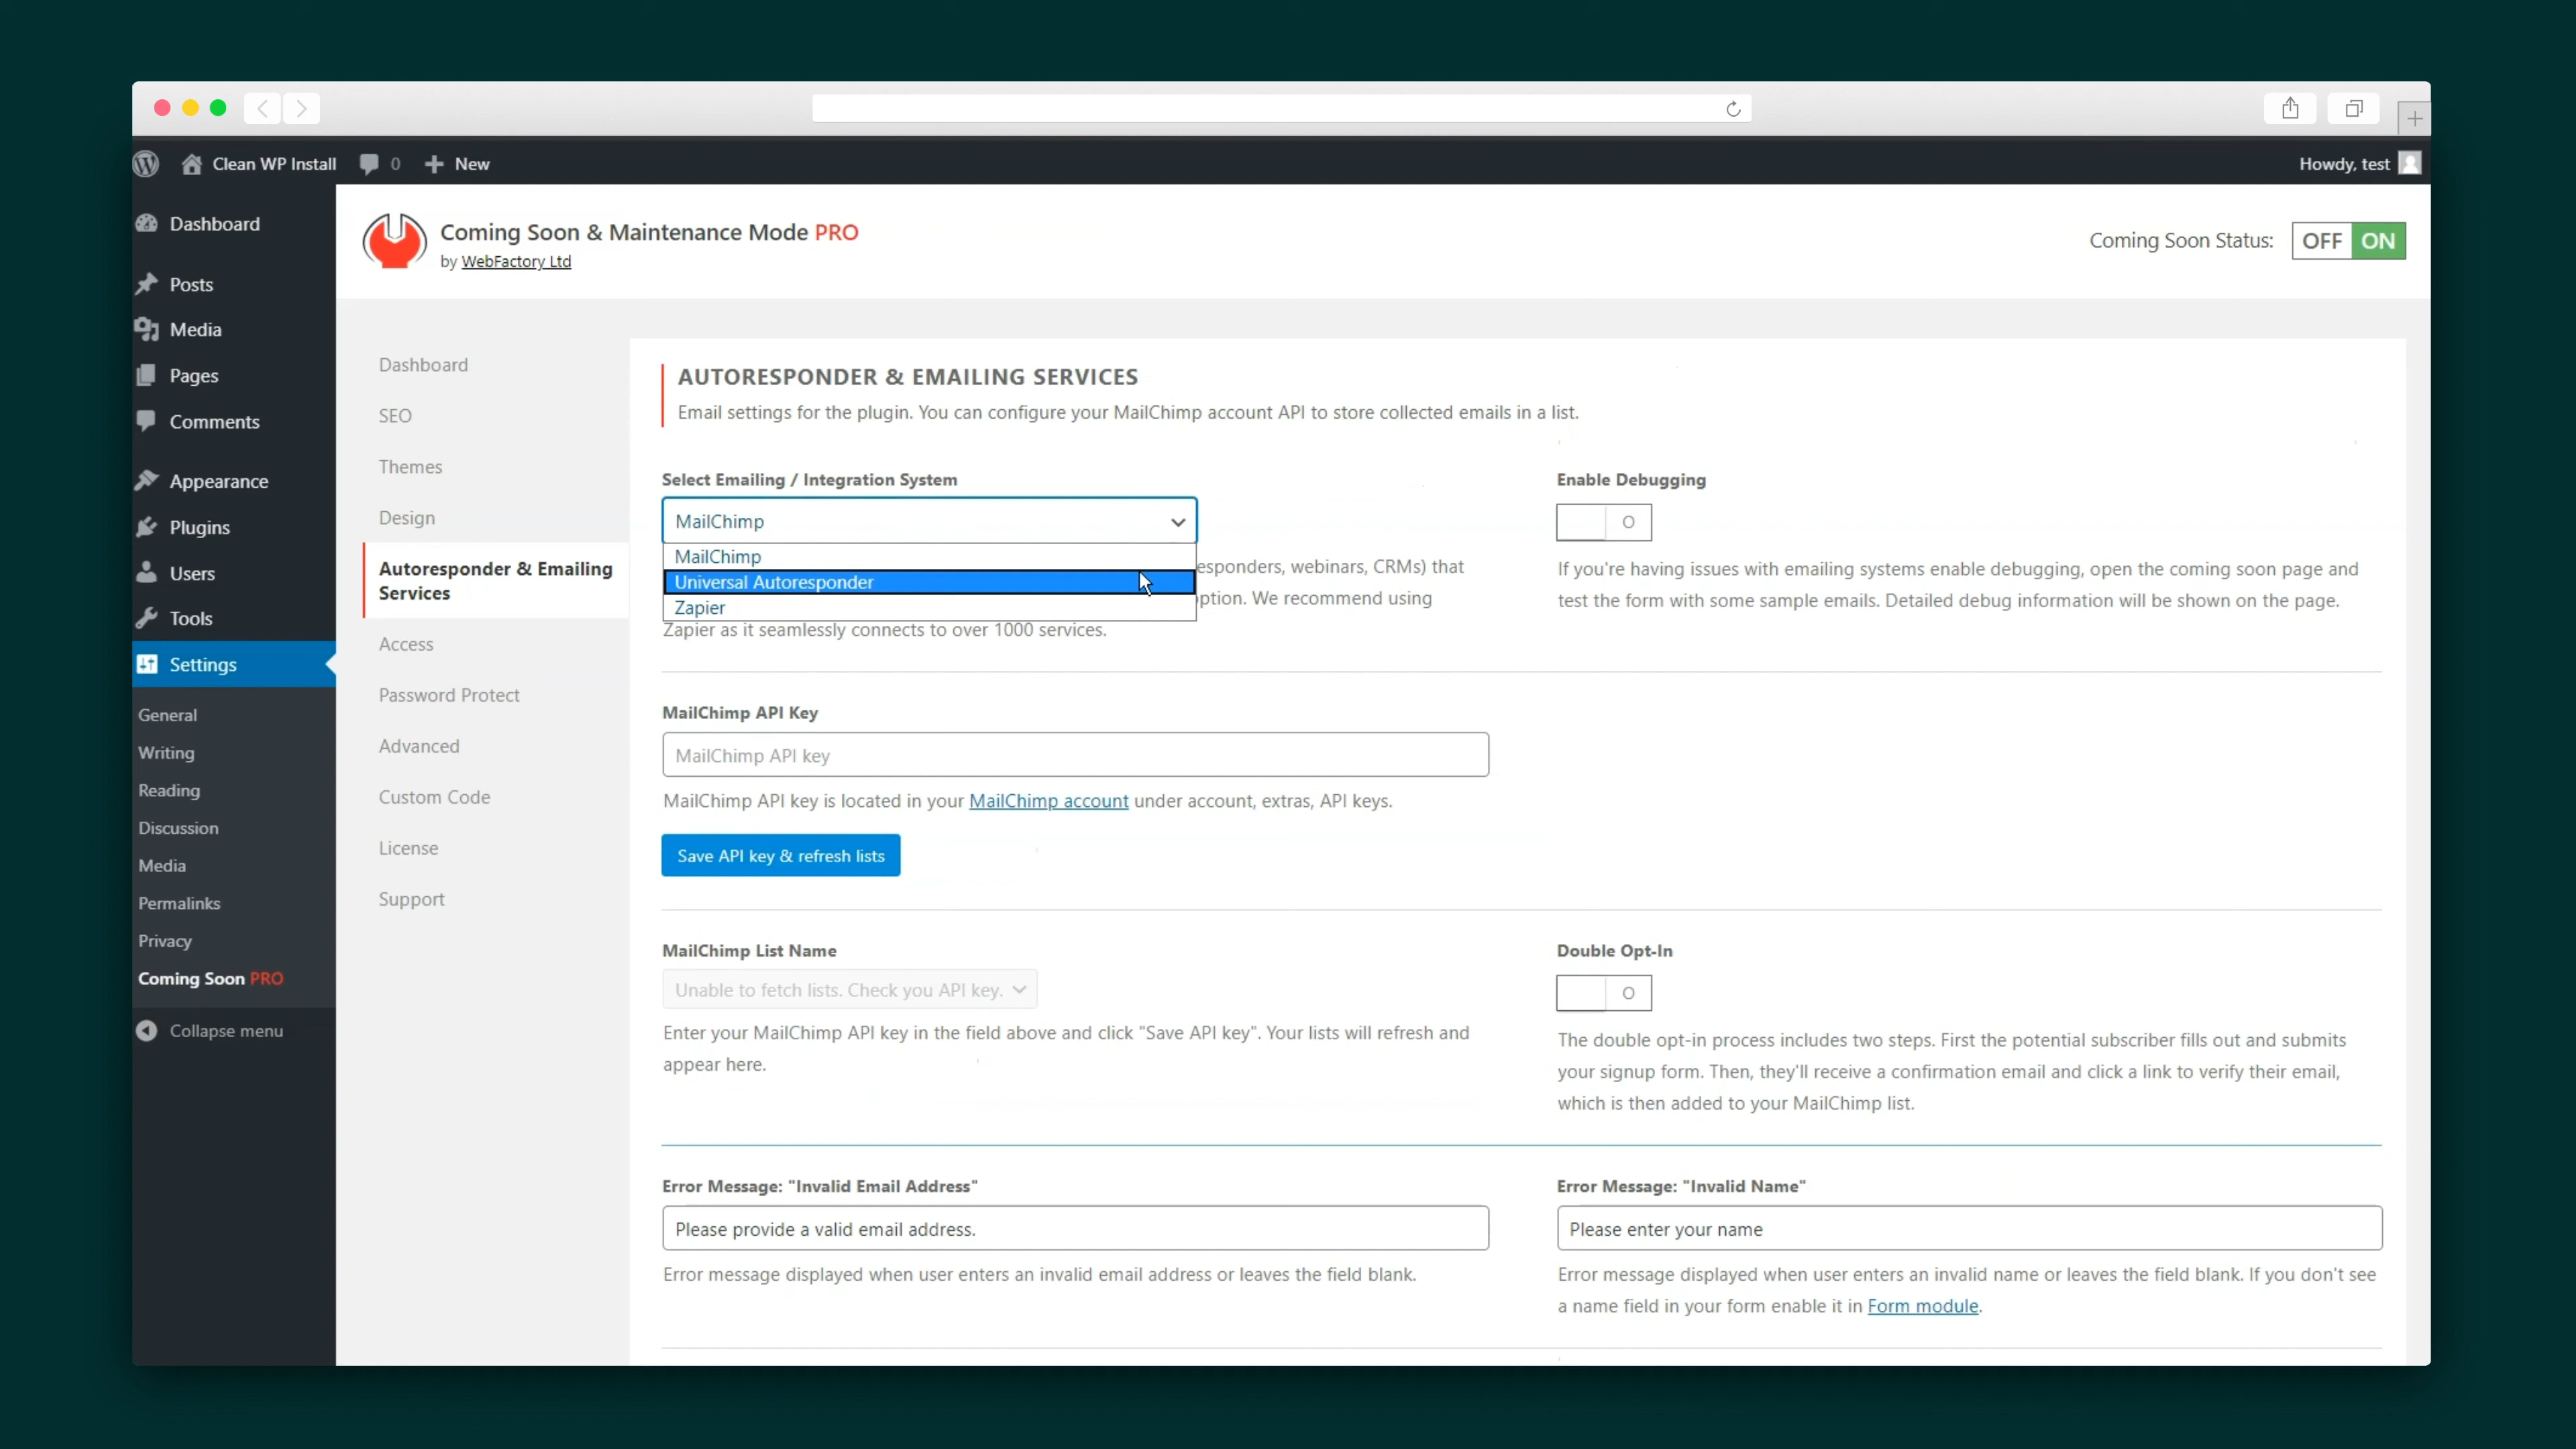 Clean WP Install 0 New Howdy, test
Dashboard
Posts
Media
Pages
Comments
Appearance
Plugins
Users
Tools
Settings
General
Writing
Reading
Discussion
Media
Permalinks
Privacy
Coming Soon PRO
Collapse menu
Coming Soon & Maintenance Mode PRO
by WebFactory Ltd
Coming Soon Status: OFF ON
Dashboard
SEO
Themes
Design
Autoresponder & Emailing
Services
Access
Password Protect
Advanced
Custom Code
License
Support
AUTORESPONDER & EMAILING SERVICES
Email settings for the plugin. You can configure your MailChimp account API to store collected emails in a list.
Select Emailing / Integration System
MailChimp
MailChimp
Universal Autoresponder
Zapier
esponders, webinars, CRMs) that
ption. We recommend using
Zapier as it seamlessly connects to over 1000 services.
Enable Debugging
If you're having issues with emailing systems enable debugging, open the coming soon page and
test the form with some sample emails. Detailed debug information will be shown on the page.
MailChimp API Key
MailChimp API key
MailChimp API key is located in your MailChimp account under account, extras, API keys.
Save API key & refresh lists
MailChimp List Name
Unable to fetch lists. Check you API key.
Enter your MailChimp API key in the field above and click "Save API key". Your lists will refresh and
appear here.
Double Opt-In
The double opt-in process includes two steps. First the potential subscriber fills out and submits
your signup form. Then, they'll receive a confirmation email and click a link to verify their email,
which is then added to your MailChimp list.
Error Message: "Invalid Email Address"
Please provide a valid email address.
Error message displayed when user enters an invalid email address or leaves the field blank.
Error Message: "Invalid Name"
Please enter your name
Error message displayed when user enters an invalid name or leaves the field blank. If you don't see
a name field in your form enable it in Form module.